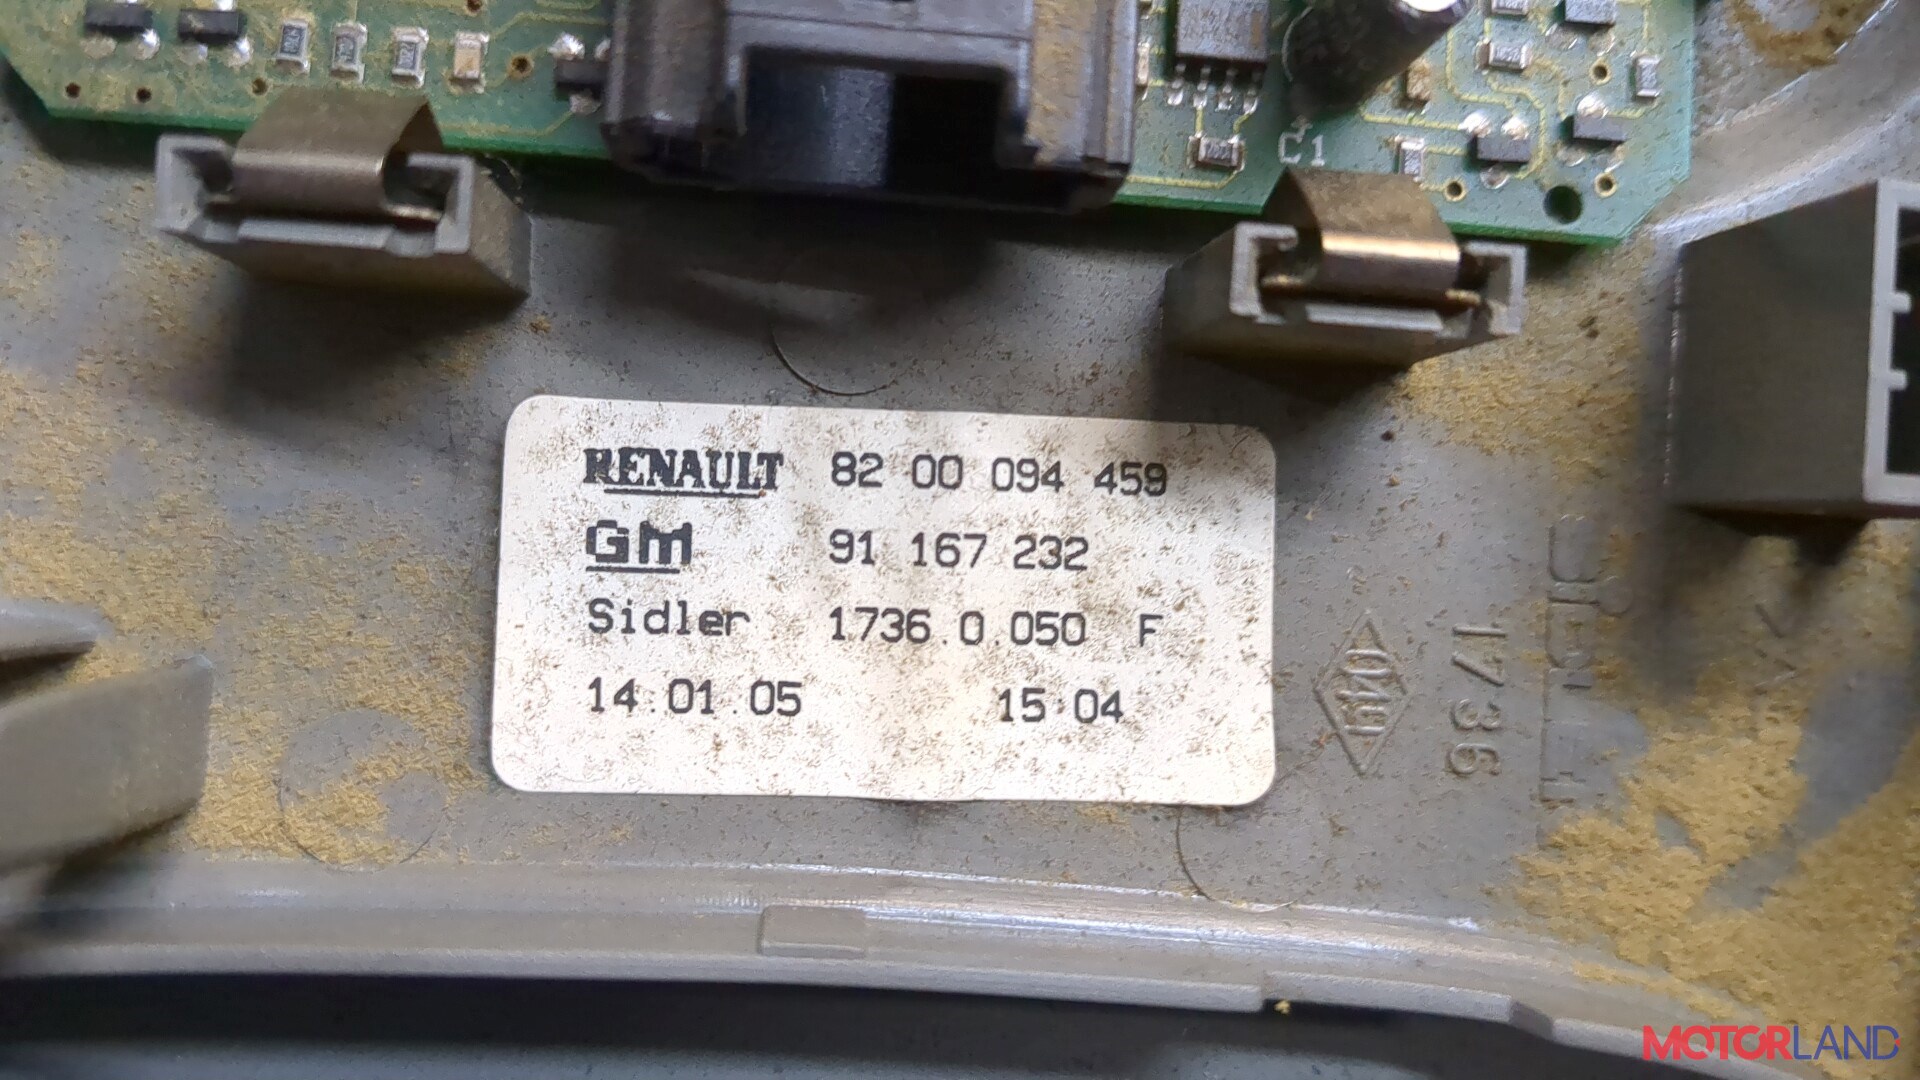 C1
RENAULT 82 00 094 459
GM 91 167 232
Sidler 1736.0.050 F
14.01.05 15:04
1736
MOTORLAND